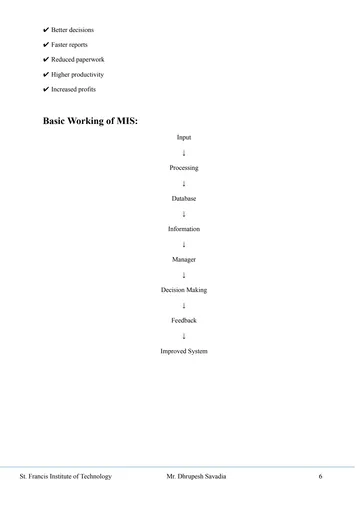 ✔ Better decisions
✔ Faster reports
✔ Reduced paperwork
✔ Higher productivity
✔ Increased profits
Basic Working of MIS:
Input
↓
Processing
↓
Database
↓
Information
↓
Manager
↓
Decision Making
↓
Feedback
↓
Improved System
St. Francis Institute of Technology Mr. Dhrupesh Savadia 6